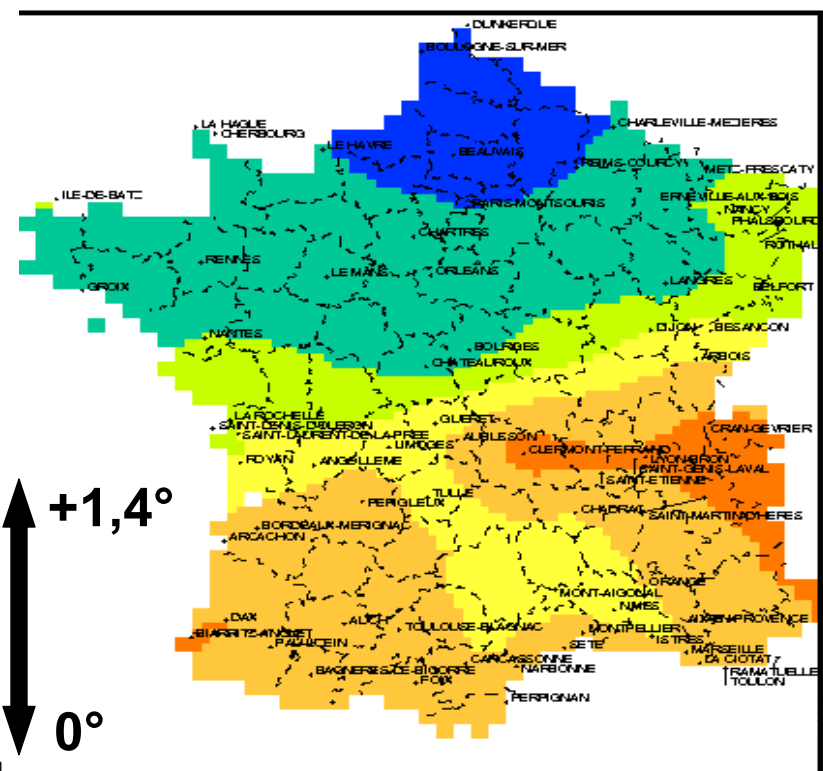 DUNKERQUE
BOULOGNE-SUR-MER
LA HAGUE
CHERBOURG
CHARLEVILLE-MEZIERES
LE HAVRE
BEAUVAIS
REIMS-COURCY
METZ-FRESCATY
ILE-DE-BATZ
ERNEVILLE-AUX-BOIS
PARIS-MONTSOURIS
NANCY
PHALSBOURG
CHARTRES
RENNES
LE MANS
ORLEANS
LANGRES
GROIX
BELFORT
NANTES
DIJON
BESANCON
BOURGES
ARBOIS
CHATEAUROUX
LA ROCHELLE
GUERET
SAINT-DENIS-D'OLERON
CRAN-GEVRIER
SAINT-LAURENT-DE-LA-PREE
AUBUSSON
LIMOGES
CLERMONT-FERRAND
ROYAN
ANGOULEME
LYON-BRON
SAINT-GENIS-LAVAL
SAINT-ETIENNE
TULLE
+1,4°
PERIGUEUX
CHADRAT
SAINT-MARTIN-D'HERES
BORDEAUX-MERIGNAC
ARCACHON
ORANGE
MONT-AIGOUAL
NIMES
DAX
AUCH
AIX-EN-PROVENCE
TOULOUSE-BLAGNAC
MONTPELLIER
BIARRITZ-ANGLET
ISTRES
PAU-UZEIN
SETE
MARSEILLE
CARCASSONNE
LA CIOTAT
NARBONNE
BAGNERES-DE-BIGORRE
RAMATUELLE
FOIX
TOULON
PERPIGNAN
0°